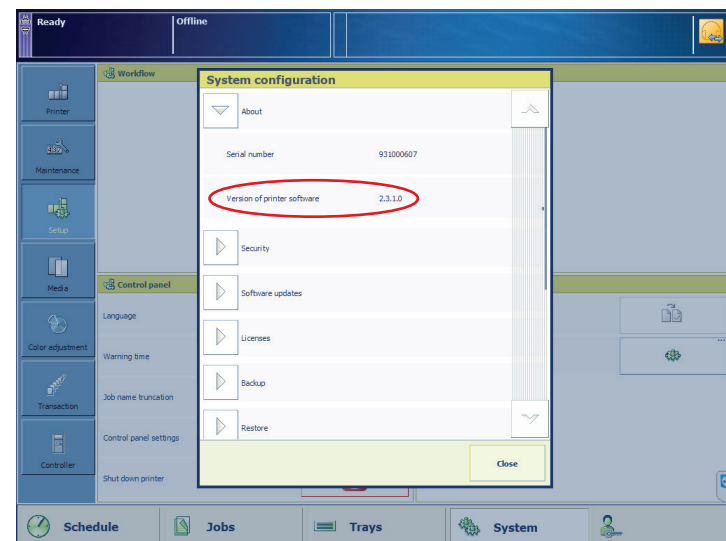 Ready
Offline
Workflow
Printer
Maintenance
Setup
Media
Color adjustment
Transaction
Controller
Control panel
Language
Warning time
Job name truncation
Control panel settings
Shut down printer
System configuration
About
Serial number 931000607
Version of printer software 2.3.1.0
Security
Software updates
Licenses
Backup
Restore
Close
Schedule
Jobs
Trays
System